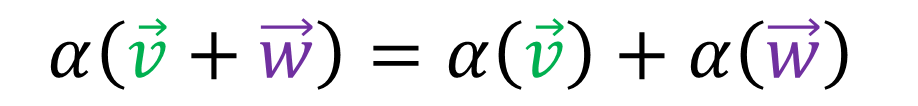 α(v⃗ + w⃗) = α(v⃗) + α(w⃗)